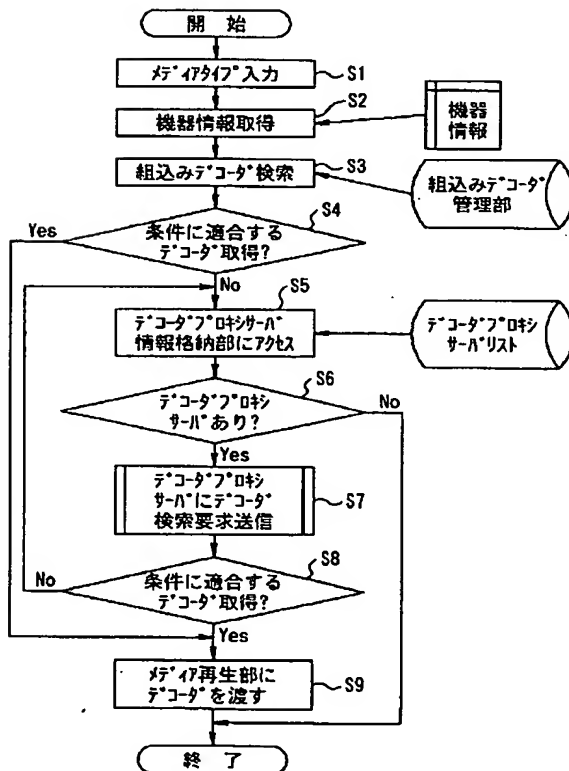 開 始
メディアタイプ入力
S1
機器情報取得
S2
機器
情報
組込みデコーダ検索
S3
組込みデコーダ
管理部
S4
Yes
条件に適合する
デコーダ取得?
No
S5
デコーダプロキシサーバ
情報格納部にアクセス
デコーダプロキシ
サーバリスト
S6
デコーダプロキシ
サーバあり?
No
Yes
デコーダプロキシ
サーバにデコーダ
検索要求送信
S7
S8
No
条件に適合する
デコーダ取得?
Yes
メディア再生部に
デコーダを渡す
S9
終 了